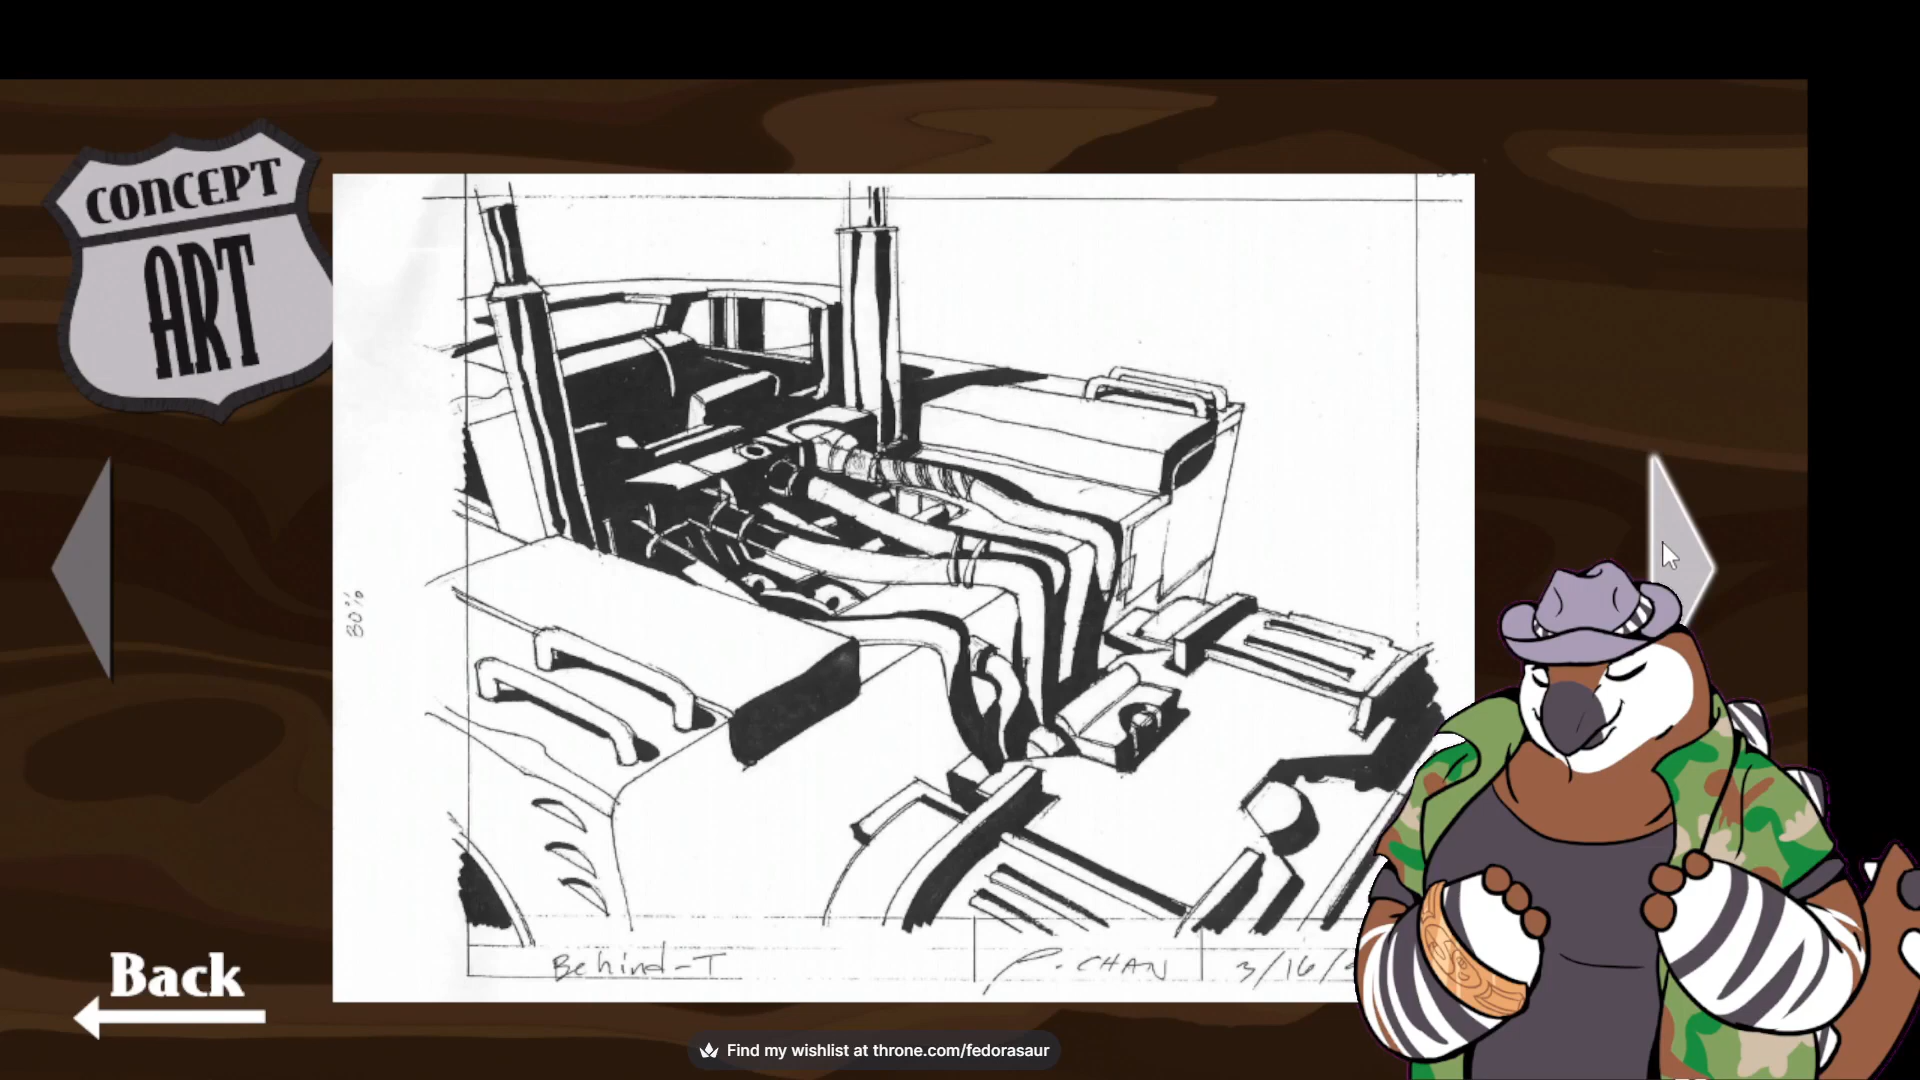 CONCEPT
ART
80%
Behind-T
P. CHAN
3/16/
Back
Find my wishlist at throne.com/fedorasaur